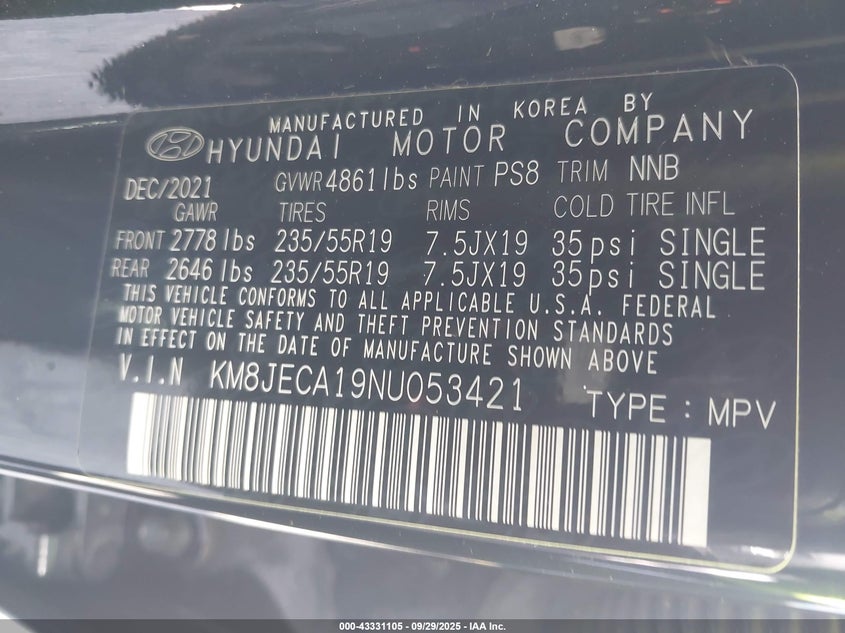 MANUFACTURED IN KOREA BY
HYUNDAI MOTOR COMPANY
DEC/2021 GVWR 4861 lbs PAINT PS8 TRIM NNB
GAWR TIRES RIMS COLD TIRE INFL
FRONT 2778 lbs 235/55R19 7.5JX19 35psi SINGLE
REAR 2646 lbs 235/55R19 7.5JX19 35psi SINGLE
THIS VEHICLE CONFORMS TO ALL APPLICABLE U.S.A. FEDERAL
MOTOR VEHICLE SAFETY AND THEFT PREVENTION STANDARDS
IN EFFECT ON THE DATE OF MANUFACTURE SHOWN ABOVE
V.I.N KM8JECA19NU053421 TYPE : MPV
000-43331105 - 09/29/2025 - IAA Inc.